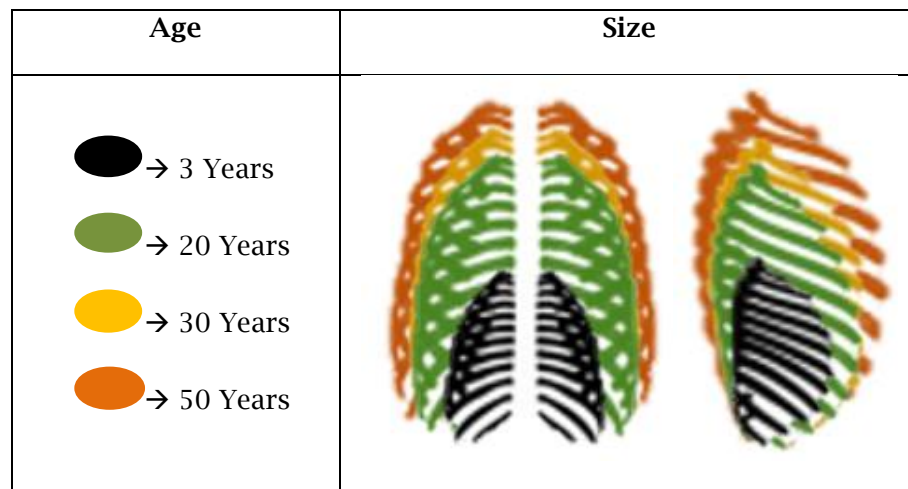 Age
Size
→ 3 Years
→ 20 Years
→ 30 Years
→ 50 Years